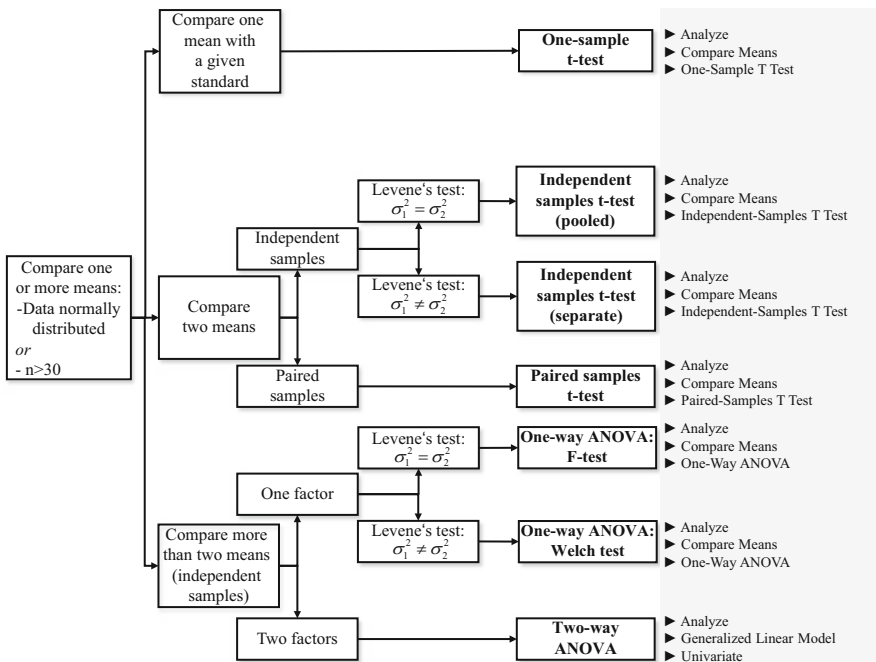 Compare one
mean with
a given
standard
One-sample
t-test
► Analyze
► Compare Means
► One-Sample T Test
Compare one
or more means:
-Data normally
distributed
or
- n>30
Compare
two means
Independent
samples
Levene‘s test:
σ₁² = σ₂²
Independent
samples t-test
(pooled)
► Analyze
► Compare Means
► Independent-Samples T Test
Levene‘s test:
σ₁² ≠ σ₂²
Independent
samples t-test
(separate)
► Analyze
► Compare Means
► Independent-Samples T Test
Paired
samples
Paired samples
t-test
► Analyze
► Compare Means
► Paired-Samples T Test
Compare more
than two means
(independent
samples)
One factor
Levene‘s test:
σ₁² = σ₂²
One-way ANOVA:
F-test
► Analyze
► Compare Means
► One-Way ANOVA
Levene‘s test:
σ₁² ≠ σ₂²
One-way ANOVA:
Welch test
► Analyze
► Compare Means
► One-Way ANOVA
Two factors
Two-way
ANOVA
► Analyze
► Generalized Linear Model
► Univariate